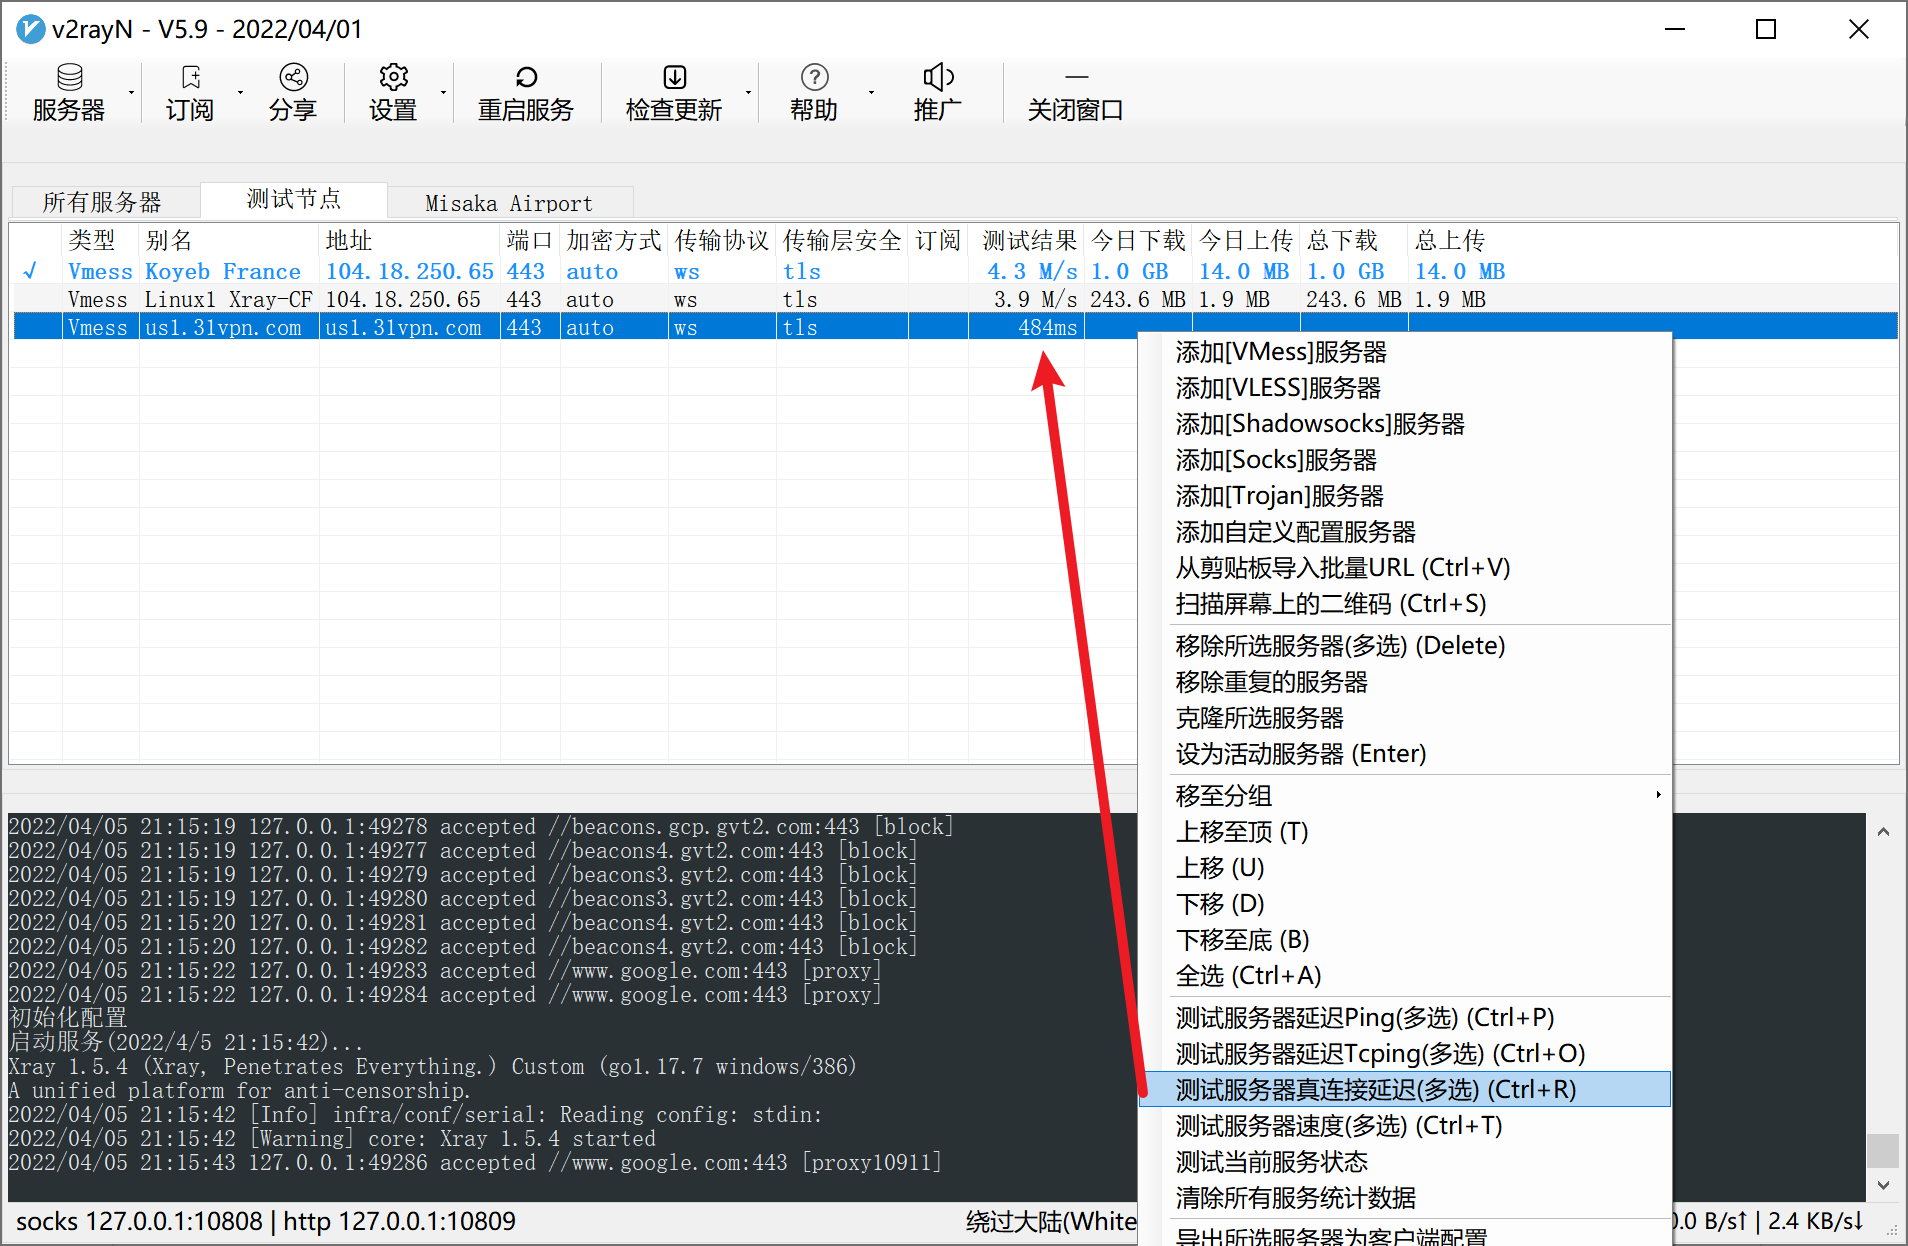 v2rayN - V5.9 - 2022/04/01
服务器 订阅 分享 设置 重启服务 检查更新 帮助 推广 关闭窗口
所有服务器 测试节点 Misaka Airport
类型 别名 地址 端口 加密方式 传输协议 传输层安全 订阅 测试结果 今日下载 今日上传 总下载 总上传
√ Vmess Koyeb France 104.18.250.65 443 auto ws tls 4.3 M/s 1.0 GB 14.0 MB 1.0 GB 14.0 MB
Vmess Linux1 Xray-CF 104.18.250.65 443 auto ws tls 3.9 M/s 243.6 MB 1.9 MB 243.6 MB 1.9 MB
Vmess us1.31vpn.com us1.31vpn.com 443 auto ws tls 484ms
添加[VMess]服务器
添加[VLESS]服务器
添加[Shadowsocks]服务器
添加[Socks]服务器
添加[Trojan]服务器
添加自定义配置服务器
从剪贴板导入批量URL (Ctrl+V)
扫描屏幕上的二维码 (Ctrl+S)
移除所选服务器(多选) (Delete)
移除重复的服务器
克隆所选服务器
设为活动服务器 (Enter)
移至分组
上移至顶 (T)
上移 (U)
下移 (D)
下移至底 (B)
全选 (Ctrl+A)
测试服务器延迟Ping(多选) (Ctrl+P)
测试服务器延迟Tcping(多选) (Ctrl+O)
测试服务器真连接延迟(多选) (Ctrl+R)
测试服务器速度(多选) (Ctrl+T)
测试当前服务状态
清除所有服务统计数据
导出所选服务器为客户端配置
2022/04/05 21:15:19 127.0.0.1:49278 accepted //beacons.gcp.gvt2.com:443 [block]
2022/04/05 21:15:19 127.0.0.1:49277 accepted //beacons4.gvt2.com:443 [block]
2022/04/05 21:15:19 127.0.0.1:49279 accepted //beacons3.gvt2.com:443 [block]
2022/04/05 21:15:19 127.0.0.1:49280 accepted //beacons3.gvt2.com:443 [block]
2022/04/05 21:15:20 127.0.0.1:49281 accepted //beacons4.gvt2.com:443 [block]
2022/04/05 21:15:20 127.0.0.1:49282 accepted //beacons4.gvt2.com:443 [block]
2022/04/05 21:15:22 127.0.0.1:49283 accepted //www.google.com:443 [proxy]
2022/04/05 21:15:22 127.0.0.1:49284 accepted //www.google.com:443 [proxy]
初始化配置
启动服务(2022/4/5 21:15:42)...
Xray 1.5.4 (Xray, Penetrates Everything.) Custom (go1.17.7 windows/386)
A unified platform for anti-censorship.
2022/04/05 21:15:42 [Info] infra/conf/serial: Reading config: stdin:
2022/04/05 21:15:42 [Warning] core: Xray 1.5.4 started
2022/04/05 21:15:43 127.0.0.1:49286 accepted //www.google.com:443 [proxy10911]
socks 127.0.0.1:10808 | http 127.0.0.1:10809 绕过大陆(White 0.0 B/s↑ | 2.4 KB/s↓